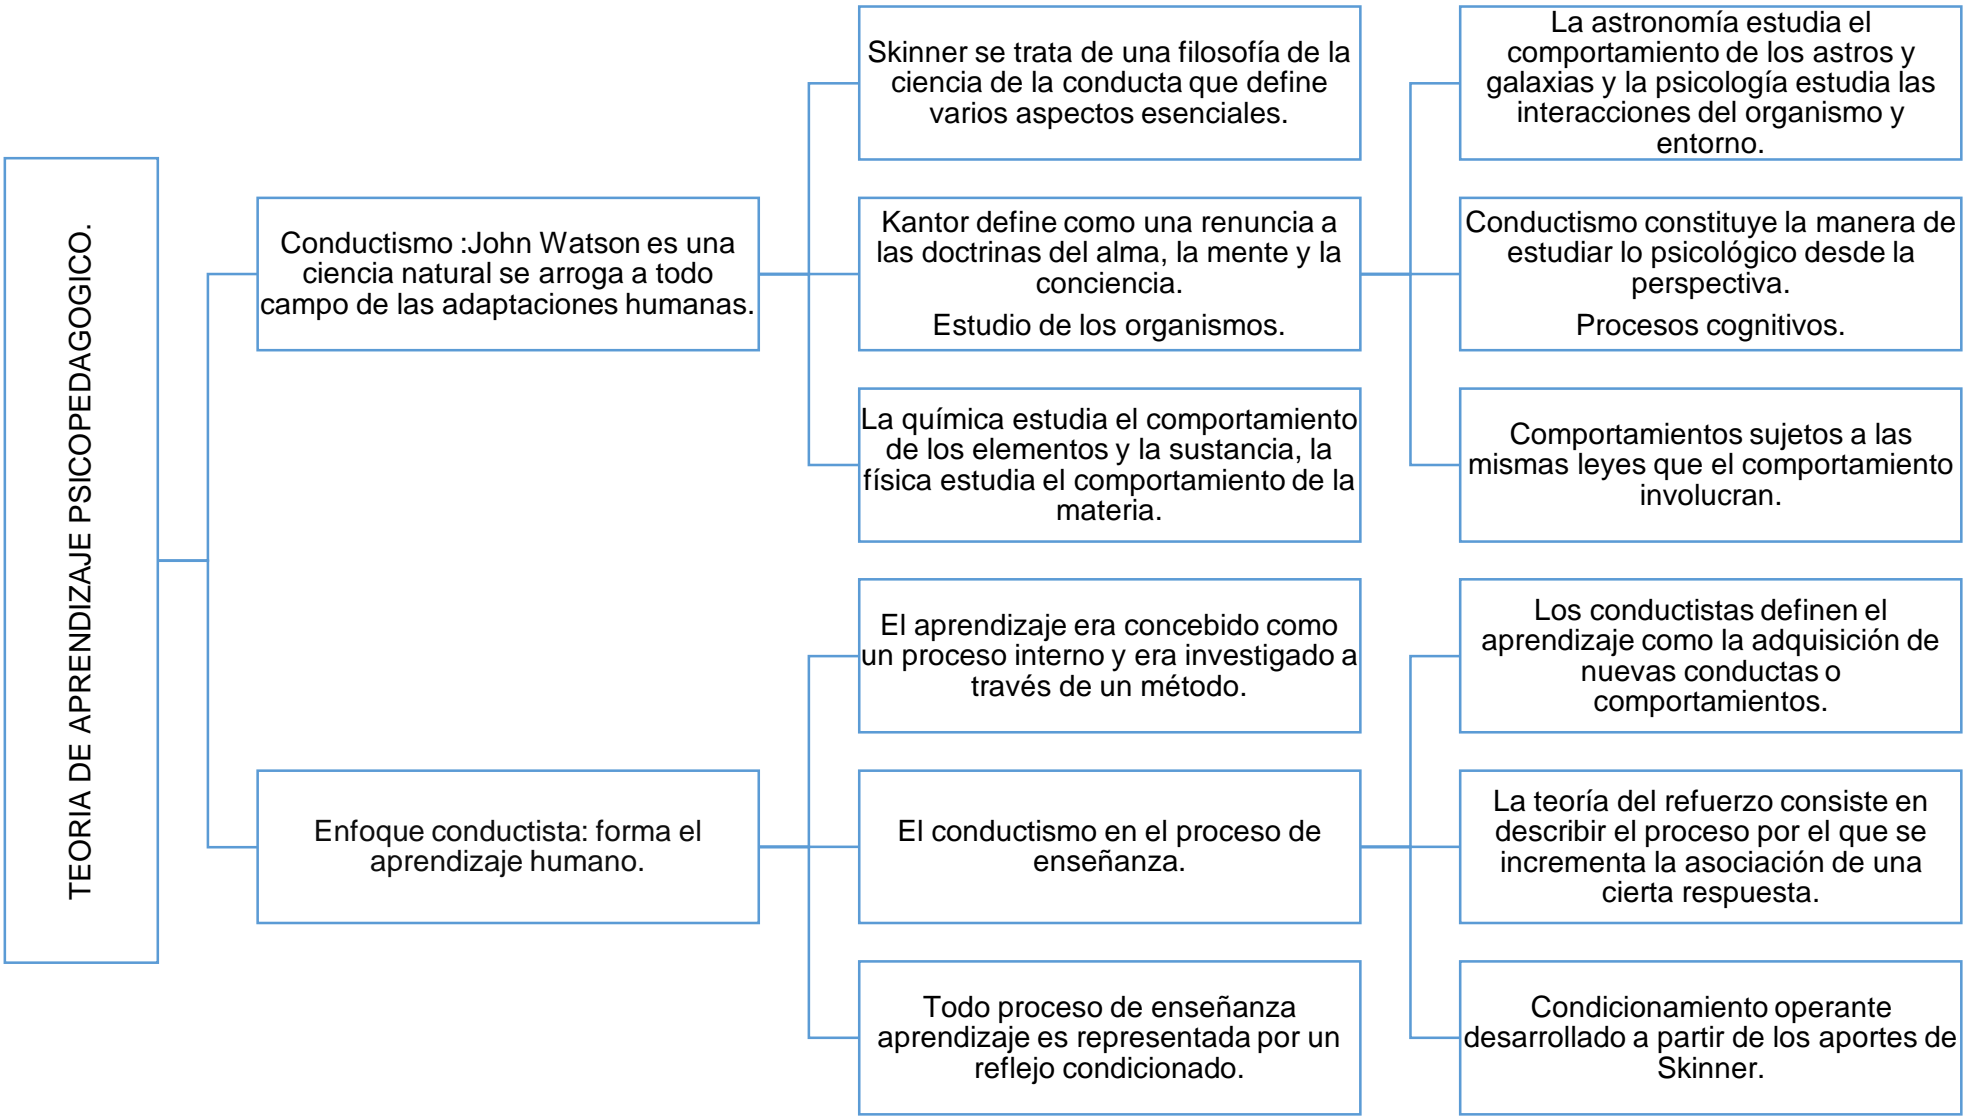 TEORIA DE APRENDIZAJE PSICOPEDAGOGICO.
Conductismo :John Watson es una
ciencia natural se arroga a todo
campo de las adaptaciones humanas.
Skinner se trata de una filosofía de la
ciencia de la conducta que define
varios aspectos esenciales.
Kantor define como una renuncia a
las doctrinas del alma, la mente y la
conciencia.
Estudio de los organismos.
La astronomía estudia el
comportamiento de los astros y
galaxias y la psicología estudia las
interacciones del organismo y
entorno.
Conductismo constituye la manera de
estudiar lo psicológico desde la
perspectiva.
Procesos cognitivos.
Comportamientos sujetos a las
mismas leyes que el comportamiento
involucran.
La química estudia el comportamiento
de los elementos y la sustancia, la
física estudia el comportamiento de la
materia.
Enfoque conductista: forma el
aprendizaje humano.
El aprendizaje era concebido como
un proceso interno y era investigado a
través de un método.
El conductismo en el proceso de
enseñanza.
Los conductistas definen el
aprendizaje como la adquisición de
nuevas conductas o
comportamientos.
La teoría del refuerzo consiste en
describir el proceso por el que se
incrementa la asociación de una
cierta respuesta.
Condicionamiento operante
desarrollado a partir de los aportes de
Skinner.
Todo proceso de enseñanza
aprendizaje es representada por un
reflejo condicionado.